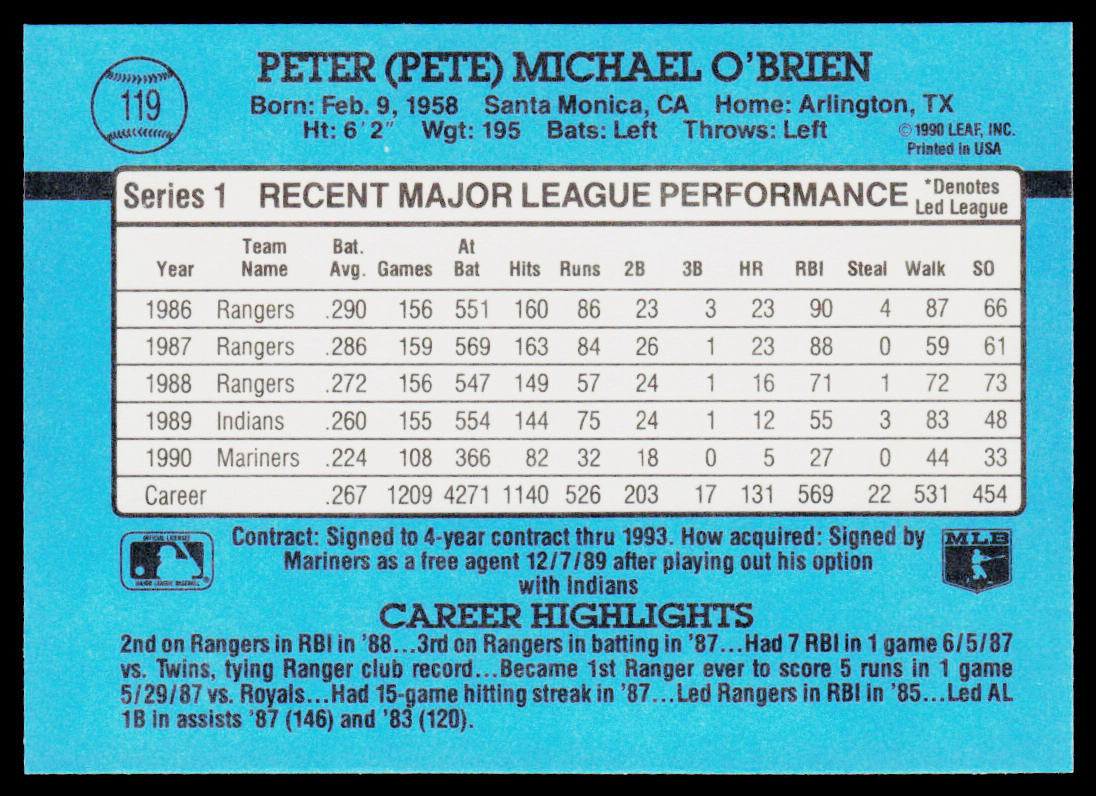 119
PETER (PETE) MICHAEL O'BRIEN
Born: Feb. 9, 1958 Santa Monica, CA Home: Arlington, TX
Ht: 6'2" Wgt: 195 Bats: Left Throws: Left
©1990 LEAF, INC.
Printed in USA
Series 1 RECENT MAJOR LEAGUE PERFORMANCE *Denotes
Led League
Year Team Name Bat. Avg. Games At Bat Hits Runs 2B 3B HR RBI Steal Walk SO
1986 Rangers .290 156 551 160 86 23 3 23 90 4 87 66
1987 Rangers .286 159 569 163 84 26 1 23 88 0 59 61
1988 Rangers .272 156 547 149 57 24 1 16 71 1 72 73
1989 Indians .260 155 554 144 75 24 1 12 55 3 83 48
1990 Mariners .224 108 366 82 32 18 0 5 27 0 44 33
Career .267 1209 4271 1140 526 203 17 131 569 22 531 454
OFFICIAL LICENSEE
MAJOR LEAGUE BASEBALL
Contract: Signed to 4-year contract thru 1993. How acquired: Signed by
Mariners as a free agent 12/7/89 after playing out his option
with Indians
MLB
CAREER HIGHLIGHTS
2nd on Rangers in RBI in '88...3rd on Rangers in batting in '87...Had 7 RBI in 1 game 6/5/87
vs. Twins, tying Ranger club record...Became 1st Ranger ever to score 5 runs in 1 game
5/29/87 vs. Royals...Had 15-game hitting streak in '87...Led Rangers in RBI in '85...Led AL
1B in assists '87 (146) and '83 (120).